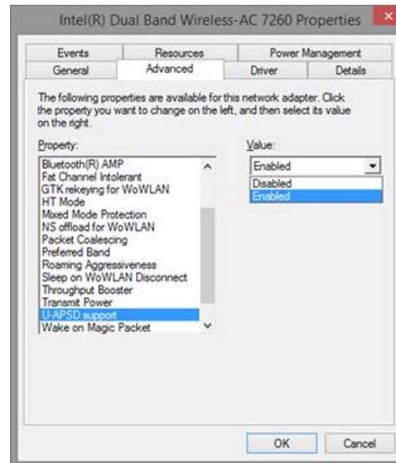 Intel(R) Dual Band Wireless-AC 7260 Properties
Events Resources Power Management
General Advanced Driver Details
The following properties are available for this network adapter. Click
the property you want to change on the left, and then select its value
on the right.
Property: Value:
Bluetooth(R) AMP
Fat Channel Intolerant
GTK rekeying for WoWLAN
HT Mode
Mixed Mode Protection
NS offload for WoWLAN
Packet Coalescing
Preferred Band
Roaming Aggressiveness
Sleep on WoWLAN Disconnect
Throughput Booster
Transmit Power
U-APSD support
Wake on Magic Packet
Enabled
Disabled
Enabled
OK Cancel